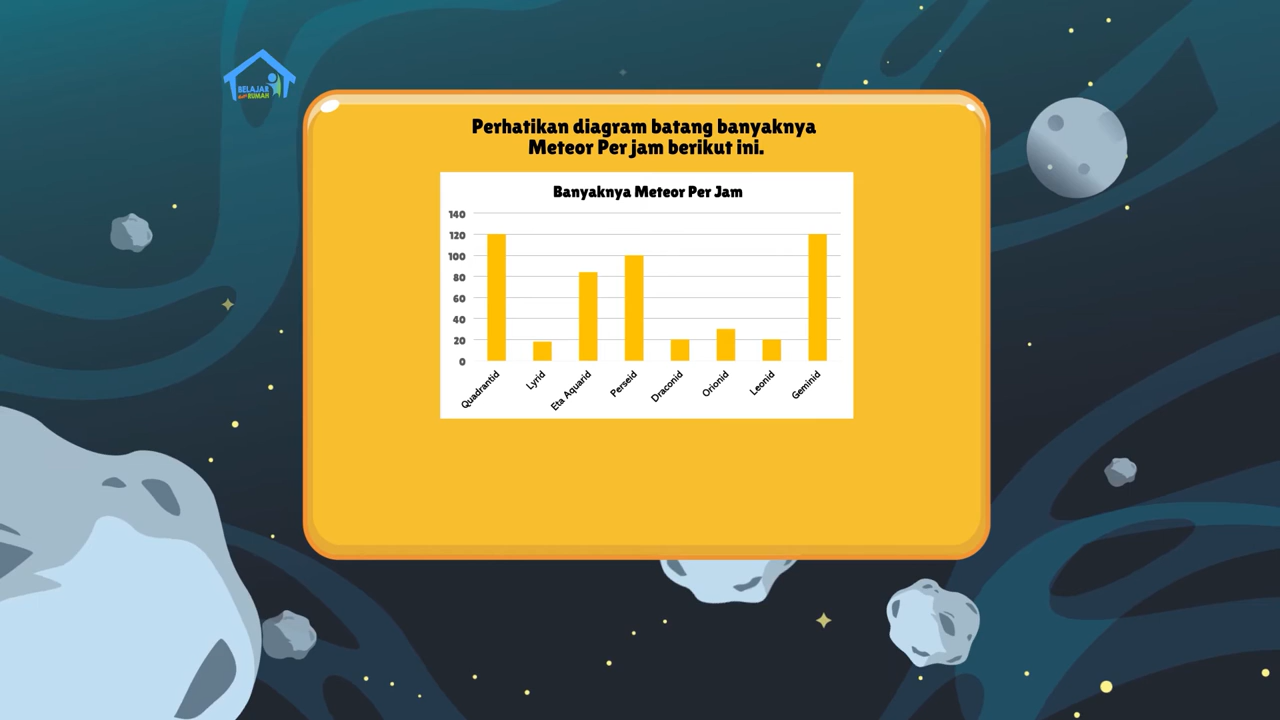 BELAJAR
dari RUMAH
Perhatikan diagram batang banyaknya
Meteor Per jam berikut ini.
Banyaknya Meteor Per Jam
140
120
100
80
60
40
20
0
Quadrantid
Lyrid
Eta Aquarid
Perseid
Draconid
Orionid
Leonid
Geminid